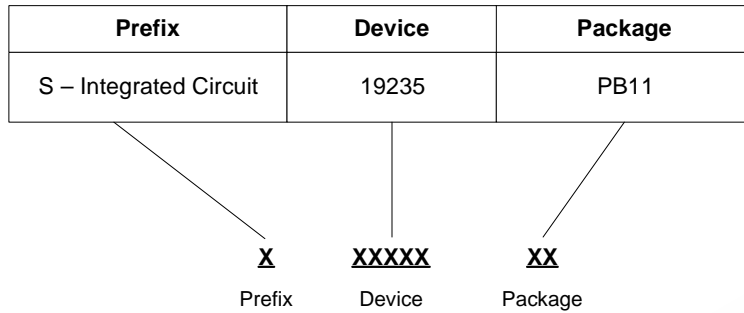 Prefix Device Package
S – Integrated Circuit 19235 PB11
X XXXXX XX
Prefix Device Package